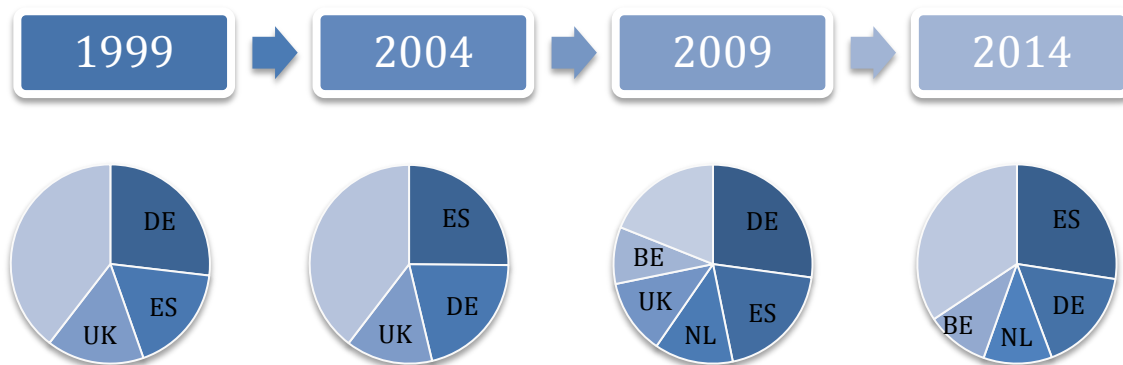 1999 2004 2009 2014
DE ES DE ES
BE
ES UK DE UK ES DE
UK UK NL BE NL